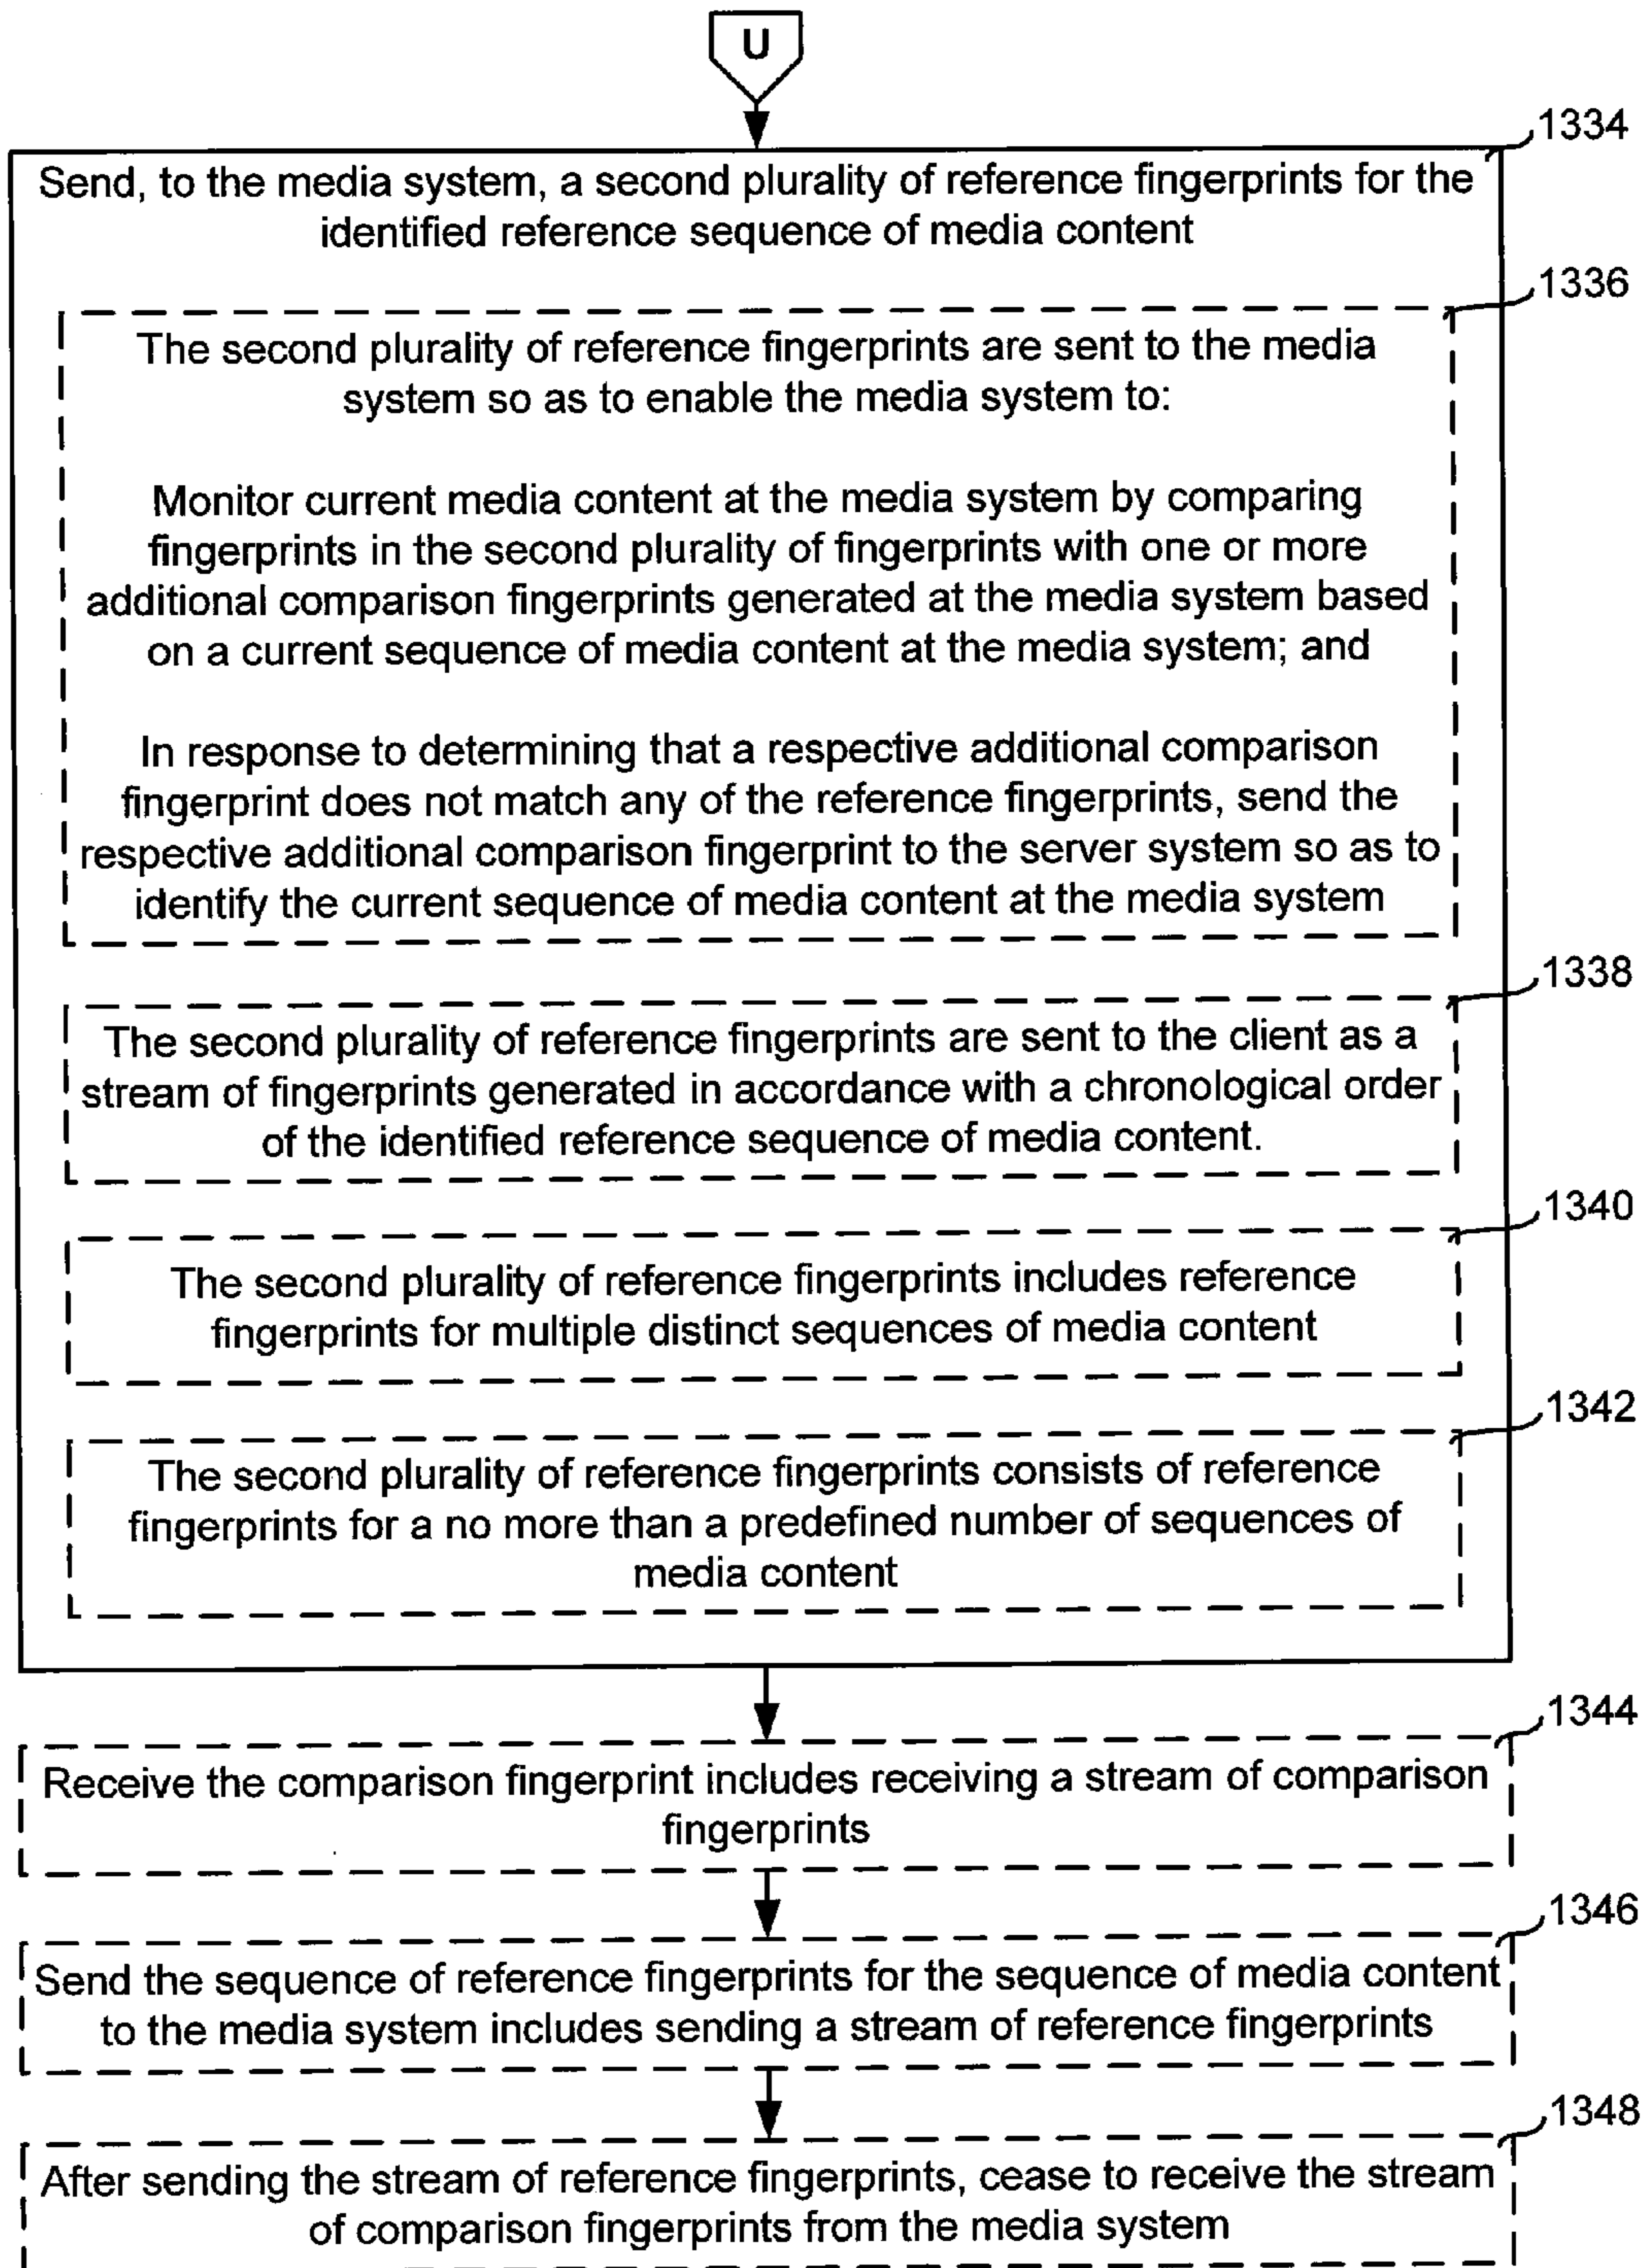 U
1334
Send, to the media system, a second plurality of reference fingerprints for the
identified reference sequence of media content
1336
The second plurality of reference fingerprints are sent to the media
system so as to enable the media system to:
Monitor current media content at the media system by comparing
fingerprints in the second plurality of fingerprints with one or more
additional comparison fingerprints generated at the media system based
on a current sequence of media content at the media system; and
In response to determining that a respective additional comparison
fingerprint does not match any of the reference fingerprints, send the
respective additional comparison fingerprint to the server system so as to
identify the current sequence of media content at the media system
1338
The second plurality of reference fingerprints are sent to the client as a
stream of fingerprints generated in accordance with a chronological order
of the identified reference sequence of media content.
1340
The second plurality of reference fingerprints includes reference
fingerprints for multiple distinct sequences of media content
1342
The second plurality of reference fingerprints consists of reference
fingerprints for a no more than a predefined number of sequences of
media content
1344
Receive the comparison fingerprint includes receiving a stream of comparison
fingerprints
1346
Send the sequence of reference fingerprints for the sequence of media content
to the media system includes sending a stream of reference fingerprints
1348
After sending the stream of reference fingerprints, cease to receive the stream
of comparison fingerprints from the media system